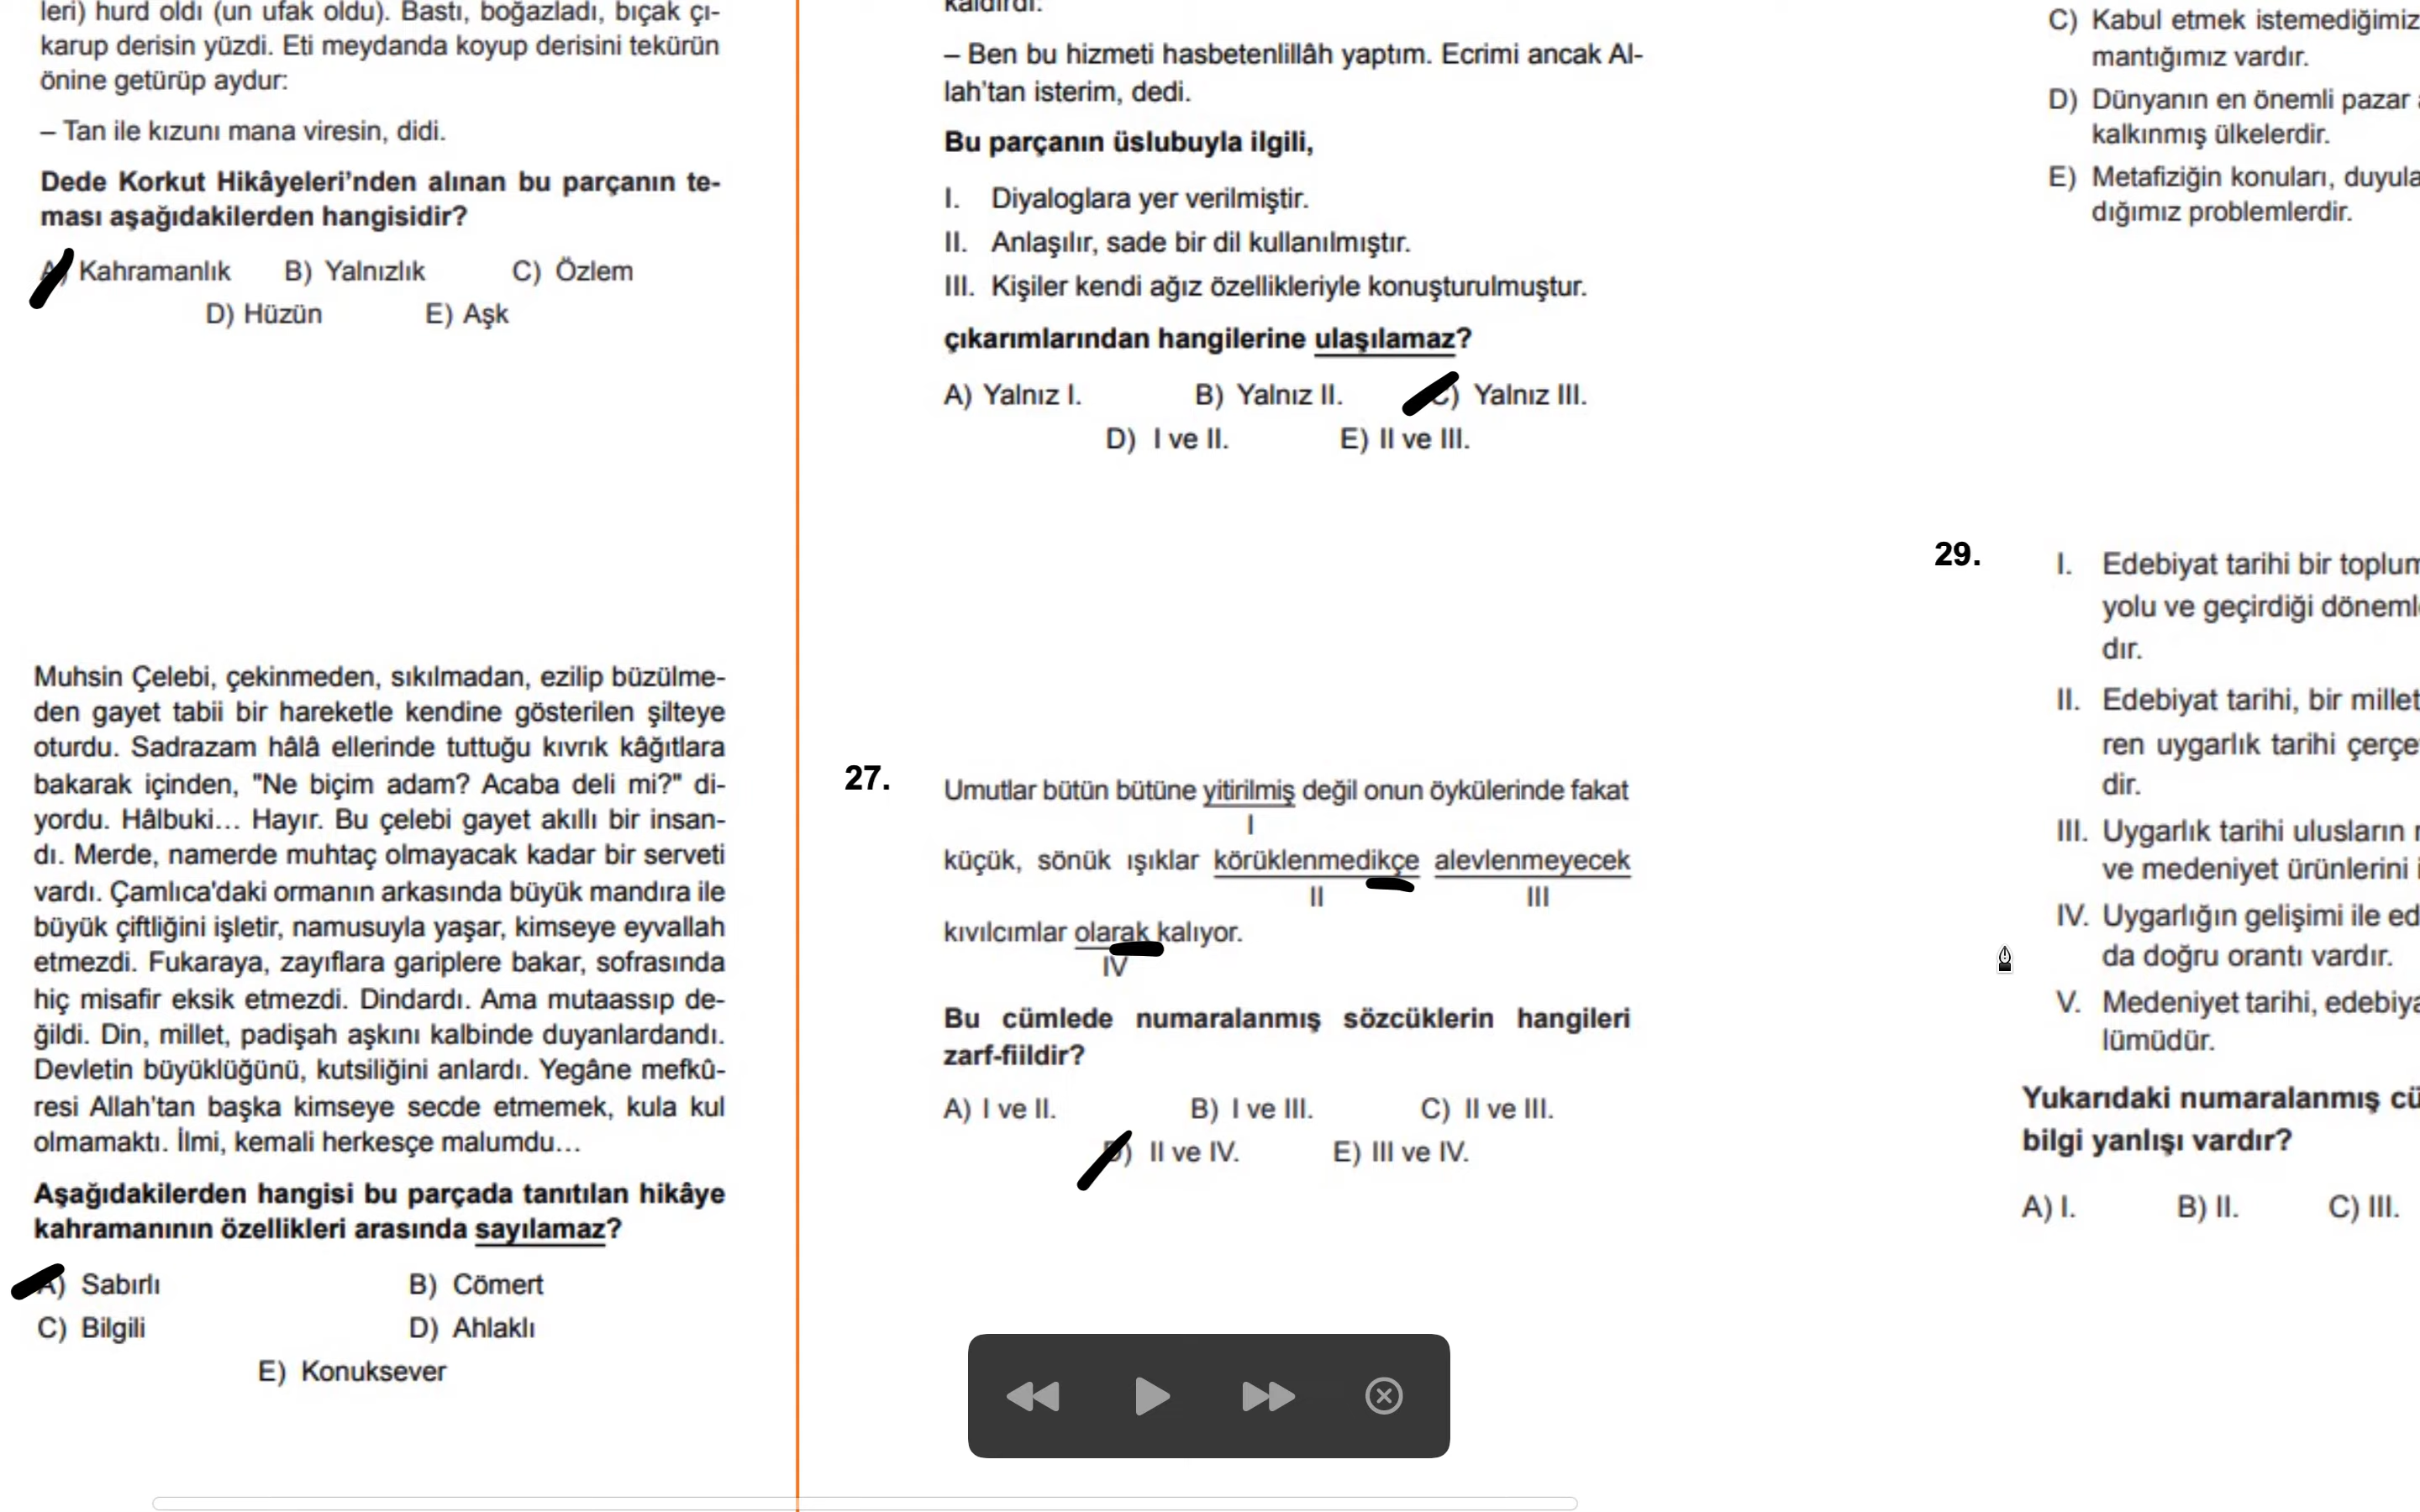 leri) hurd oldı (un ufak oldu). Bastı, boğazladı, bıçak çı-
karup derisin yüzdi. Eti meydanda koyup derisini tekürün
önine getürüp aydur:
– Tan ile kızunı mana viresin, didi.
Dede Korkut Hikâyeleri'nden alınan bu parçanın te-
ması aşağıdakilerden hangisidir?
A) Kahramanlık B) Yalnızlık C) Özlem
D) Hüzün E) Aşk
Muhsin Çelebi, çekinmeden, sıkılmadan, ezilip büzülme-
den gayet tabii bir hareketle kendine gösterilen şilteye
oturdu. Sadrazam hâlâ ellerinde tuttuğu kıvrık kâğıtlara
bakarak içinden, "Ne biçim adam? Acaba deli mi?" di-
yordu. Hâlbuki... Hayır. Bu çelebi gayet akıllı bir insan-
dı. Merde, namerde muhtaç olmayacak kadar bir serveti
vardı. Çamlıca'daki ormanın arkasında büyük mandıra ile
büyük çiftliğini işletir, namusuyla yaşar, kimseye eyvallah
etmezdi. Fukaraya, zayıflara gariplere bakar, sofrasında
hiç misafir eksik etmezdi. Dindardı. Ama mutaassıp de-
ğildi. Din, millet, padişah aşkını kalbinde duyanlardandı.
Devletin büyüklüğünü, kutsiliğini anlardı. Yegâne mefkû-
resi Allah'tan başka kimseye secde etmemek, kula kul
olmamaktı. İlmi, kemali herkesçe malumdu...
Aşağıdakilerden hangisi bu parçada tanıtılan hikâye
kahramanının özellikleri arasında sayılamaz?
A) Sabırlı B) Cömert
C) Bilgili D) Ahlaklı
E) Konuksever
kaldırdı:
– Ben bu hizmeti hasbetenlillâh yaptım. Ecrimi ancak Al-
lah'tan isterim, dedi.
Bu parçanın üslubuyla ilgili,
I. Diyaloglara yer verilmiştir.
II. Anlaşılır, sade bir dil kullanılmıştır.
III. Kişiler kendi ağız özellikleriyle konuşturulmuştur.
çıkarımlarından hangilerine ulaşılamaz?
A) Yalnız I. B) Yalnız II. C) Yalnız III.
D) I ve II. E) II ve III.
27. Umutlar bütün bütüne yitirilmiş değil onun öykülerinde fakat
I
küçük, sönük ışıklar körüklenmedikçe alevlenmeyecek
II III
kıvılcımlar olarak kalıyor.
IV
Bu cümlede numaralanmış sözcüklerin hangileri
zarf-fiildir?
A) I ve II. B) I ve III. C) II ve III.
D) II ve IV. E) III ve IV.
C) Kabul etmek istemediğimiz
mantığımız vardır.
D) Dünyanın en önemli pazar
kalkınmış ülkelerdir.
E) Metafiziğin konuları, duyula
dığımız problemlerdir.
29. I. Edebiyat tarihi bir toplum
yolu ve geçirdiği döneml
dır.
II. Edebiyat tarihi, bir millet
ren uygarlık tarihi çerçe
dir.
III. Uygarlık tarihi ulusların
ve medeniyet ürünlerini
IV. Uygarlığın gelişimi ile ed
da doğru orantı vardır.
V. Medeniyet tarihi, edebiya
lümüdür.
Yukarıdaki numaralanmış cü
bilgi yanlışı vardır?
A) I. B) II. C) III.